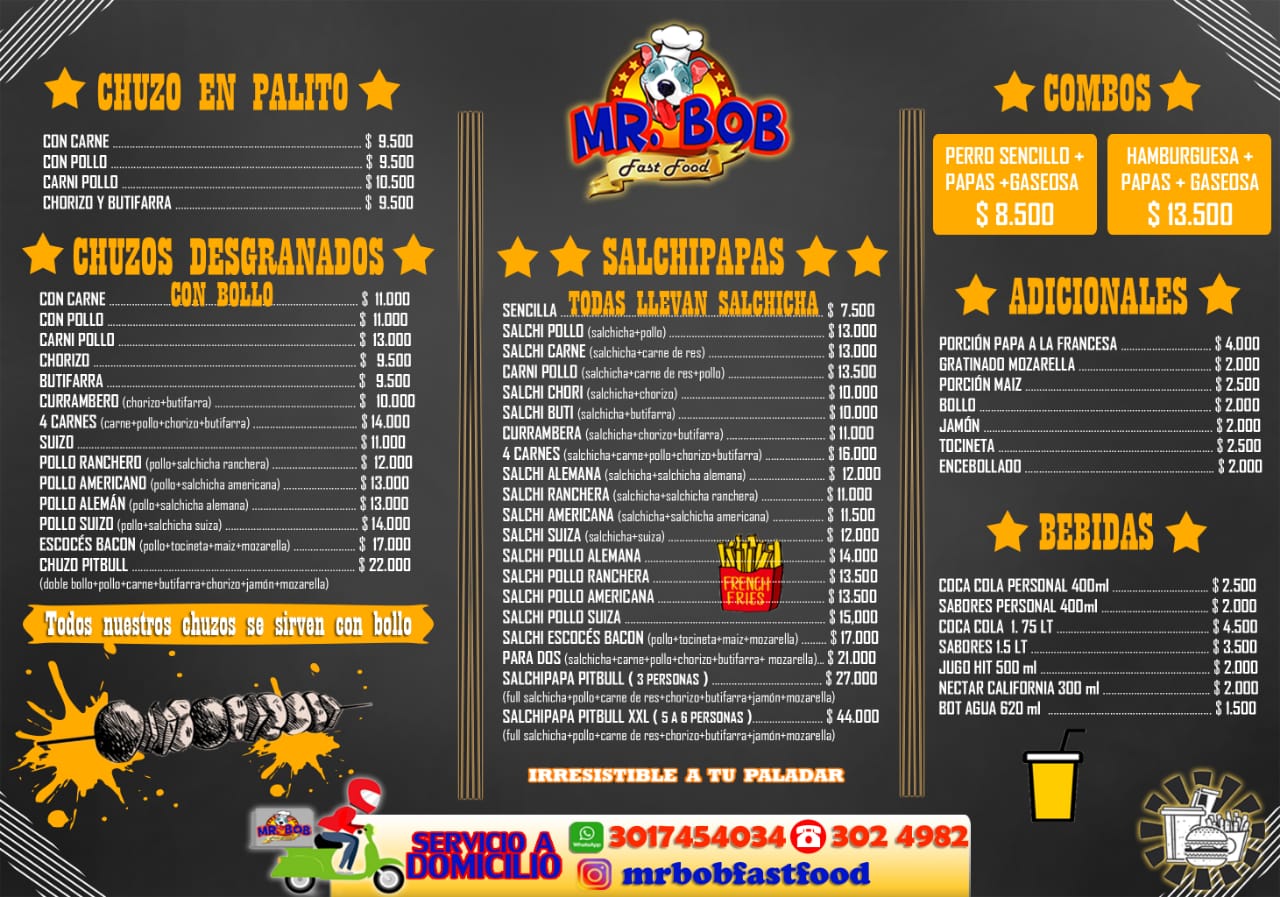 CHUZO EN PALITO
CON CARNE $ 9.500
CON POLLO $ 9.500
CARNI POLLO $ 10.500
CHORIZO Y BUTIFARRA $ 9.500
CHUZOS DESGRANADOS
CON BOLLO
CON CARNE $ 11.000
CON POLLO $ 11.000
CARNI POLLO $ 13.000
CHORIZO $ 9.500
BUTIFARRA $ 9.500
CURRAMBERO (chorizo+butifarra) $ 10.000
4 CARNES (carne+pollo+chorizo+butifarra) $ 14.000
SUIZO $ 11.000
POLLO RANCHERO (pollo+salchicha ranchera) $ 12.000
POLLO AMERICANO (pollo+salchicha americana) $ 13.000
POLLO ALEMÁN (pollo+salchicha alemana) $ 13.000
POLLO SUIZO (pollo+salchicha suiza) $ 14.000
ESCOCÉS BACON (pollo+tocineta+maiz+mozarella) $ 17.000
CHUZO PITBULL $ 22.000
(doble bollo+pollo+carne+butifarra+chorizo+jamón+mozarella)
Todos nuestros chuzos se sirven con bollo
MR. BOB
Fast Food
SALCHIPAPAS
TODAS LLEVAN SALCHICHA
SENCILLA $ 7.500
SALCHI POLLO (salchicha+pollo) $ 13.000
SALCHI CARNE (salchicha+carne de res) $ 13.000
CARNI POLLO (salchicha+carne de res+pollo) $ 13.500
SALCHI CHORI (salchicha+chorizo) $ 10.000
SALCHI BUTI (salchicha+butifarra) $ 10.000
CURRAMBERA (salchicha+chorizo+butifarra) $ 11.000
4 CARNES (salchicha+carne+pollo+chorizo+butifarra) $ 16.000
SALCHI ALEMANA (salchicha+salchicha alemana) $ 12.000
SALCHI RANCHERA (salchicha+salchicha ranchera) $ 11.000
SALCHI AMERICANA (salchicha+salchicha americana) $ 11.500
SALCHI SUIZA (salchicha+suiza) $ 12.000
SALCHI POLLO ALEMANA $ 14.000
SALCHI POLLO RANCHERA $ 13.500
SALCHI POLLO AMERICANA $ 13.500
SALCHI POLLO SUIZA $ 15,000
SALCHI ESCOCÉS BACON (pollo+tocineta+maiz+mozarella) $ 17.000
PARA DOS (salchicha+carne+pollo+chorizo+butifarra+ mozarella) $ 21.000
SALCHIPAPA PITBULL ( 3 PERSONAS ) $ 27.000
(full salchicha+pollo+carne de res+chorizo+butifarra+jamón+mozarella)
SALCHIPAPA PITBULL XXL ( 5 A 6 PERSONAS ) $ 44.000
(full salchicha+pollo+carne de res+chorizo+butifarra+jamón+mozarella)
FRENCH
FRIES
IRRESISTIBLE A TU PALADAR
COMBOS
PERRO SENCILLO +
PAPAS +GASEOSA
$ 8.500
HAMBURGUESA +
PAPAS + GASEOSA
$ 13.500
ADICIONALES
PORCIÓN PAPA A LA FRANCESA $ 4.000
GRATINADO MOZARELLA $ 2.000
PORCIÓN MAIZ $ 2.500
BOLLO $ 2.000
JAMÓN $ 2.000
TOCINETA $ 2.500
ENCEBOLLADO $ 2.000
BEBIDAS
COCA COLA PERSONAL 400ml $ 2.500
SABORES PERSONAL 400ml $ 2.000
COCA COLA 1. 75 LT $ 4.500
SABORES 1.5 LT $ 3.500
JUGO HIT 500 ml $ 2.000
NECTAR CALIFORNIA 300 ml $ 2.000
BOT AGUA 620 ml $ 1.500
MR. BOB
SERVICIO A
DOMICILIO
WhatsApp
3017454034
302 4982
mrbobfastfood